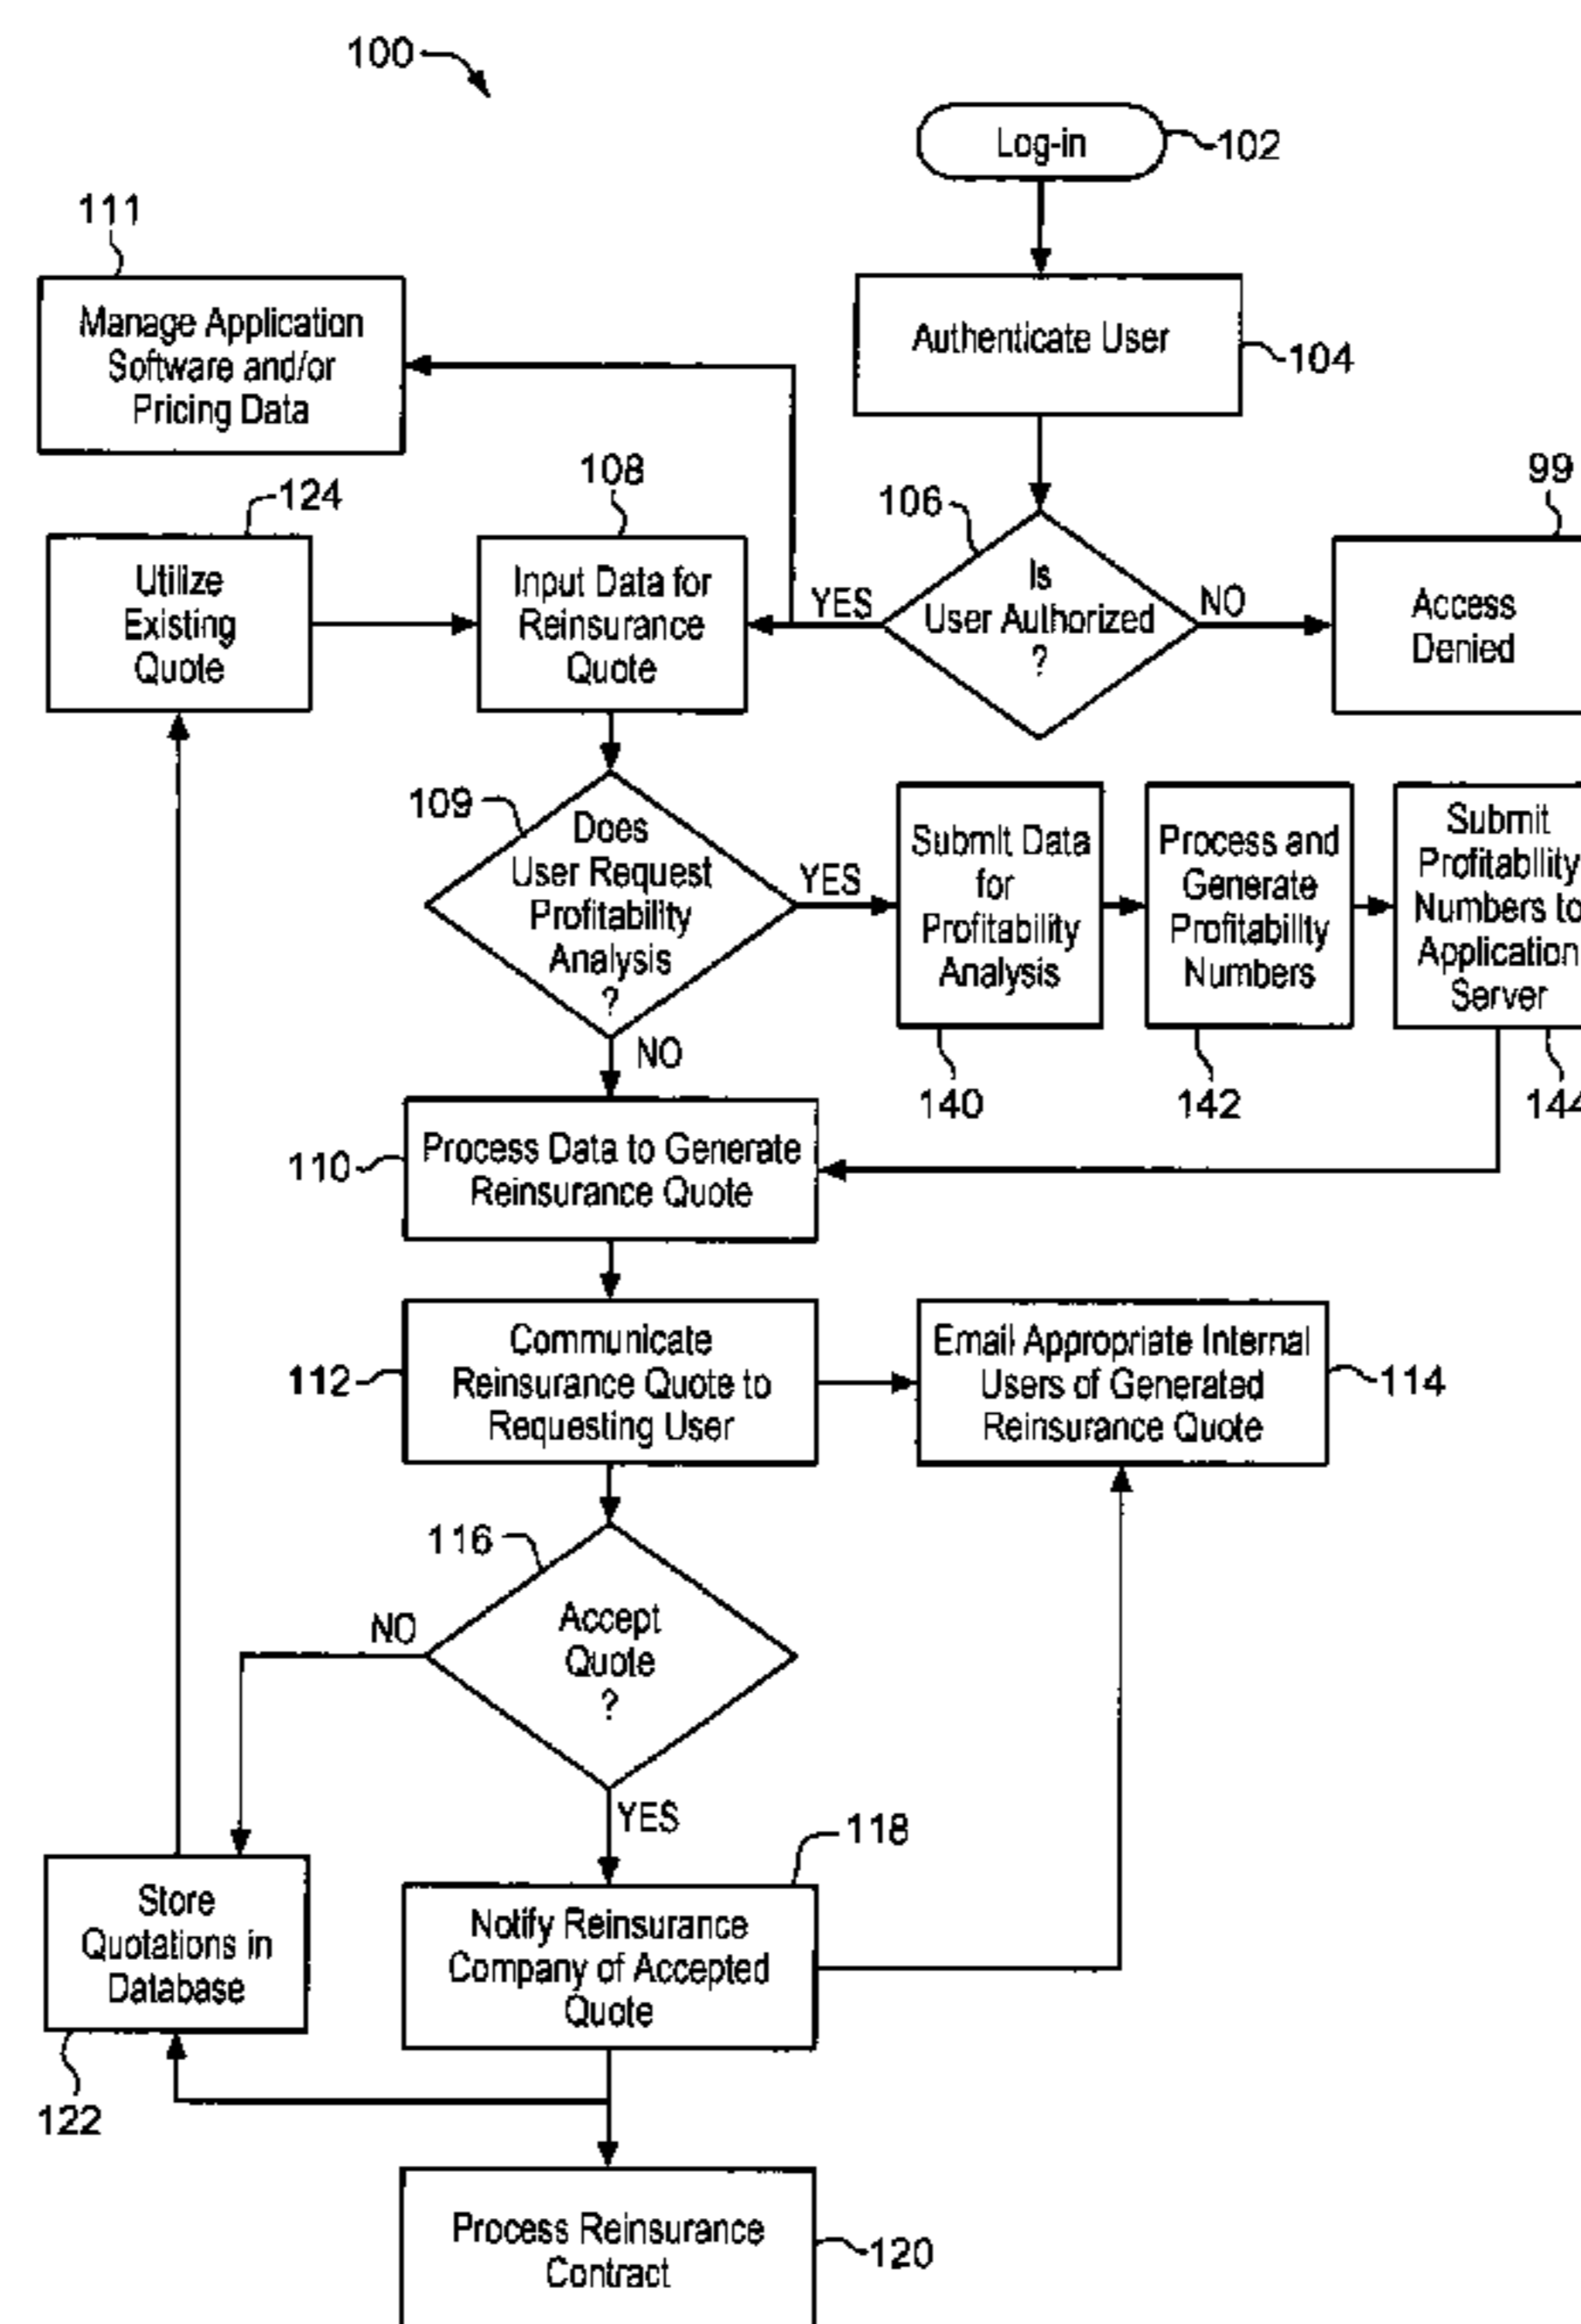 100
Log-in
102
111
Manage Application
Software and/or
Pricing Data
Authenticate User
104
124
108
106
99
Utilize
Existing
Quote
Input Data for
Reinsurance
Quote
YES
Is
User Authorized
?
NO
Access
Denied
109
Does
User Request
Profitability
Analysis
?
YES
Submit Data
for
Profitability
Analysis
Process and
Generate
Profitability
Numbers
Submit
Profitability
Numbers to
Application
Server
NO
140
142
144
110
Process Data to Generate
Reinsurance Quote
112
Communicate
Reinsurance Quote to
Requesting User
Email Appropriate Internal
Users of Generated
Reinsurance Quote
114
116
NO
Accept
Quote
?
YES
118
Store
Quotations in
Database
Notify Reinsurance
Company of Accepted
Quote
122
Process Reinsurance
Contract
120